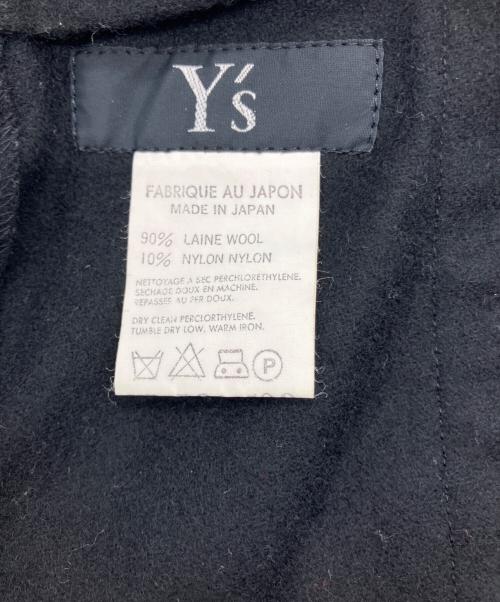 Y's
FABRIQUE AU JAPON
MADE IN JAPAN
90% LAINE WOOL
10% NYLON NYLON
NETTOYAGE A SEC PERCHLORETHYLENE.
SECHAGE DOUX EN MACHINE.
REPASSER AU FER DOUX.
DRY CLEAN PERCLORTHYLENE.
TUMBLE DRY LOW, WARM IRON.
P